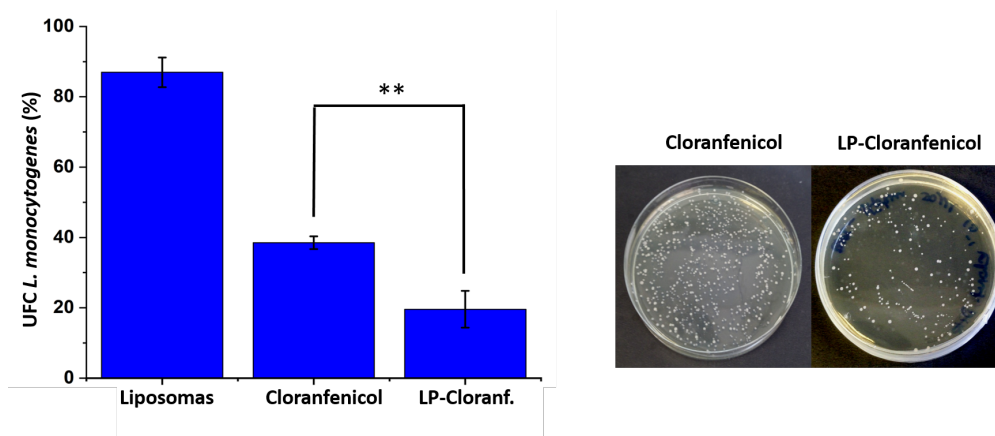 100
80
60
40
20
0
UFC L. monocytogenes (%)
**
Liposomas
Cloranfenicol
LP-Cloranf.
Cloranfenicol
LP-Cloranfenicol